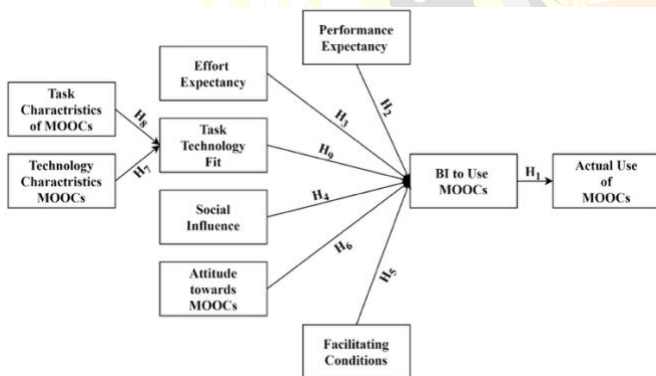 Performance
Expectancy
Effort
Expectancy
Task
Charactristics
of MOOCs
Technology
Characteristics
MOOCs
Task
Technology
Fit
Social
Influence
Attitude
towards
MOOCs
Facilitating
Conditions
BI to Use
MOOCs
Actual Use
of
MOOCs
H8
H7
H2
H3
H9
H4
H6
H5
H1